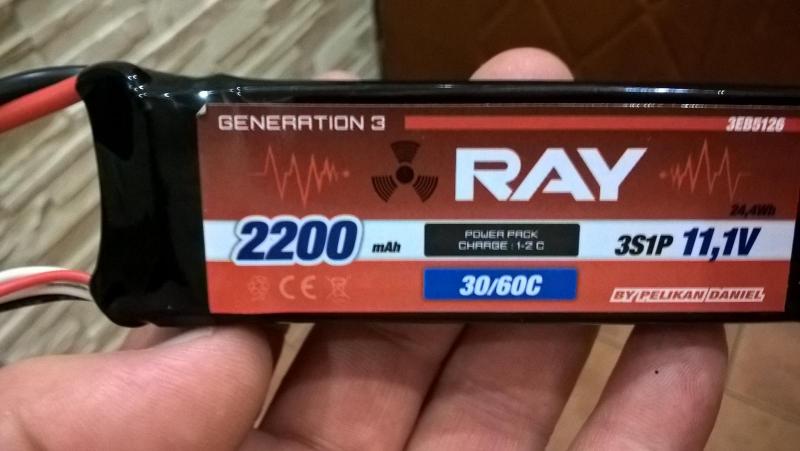 GENERATION 3
3EB5126
RAY
24,4Wh
2200 mAh
POWER PACK
CHARGE : 1-2 C
3S1P 11,1V
CE
30/60C
BY PELIKAN DANIEL